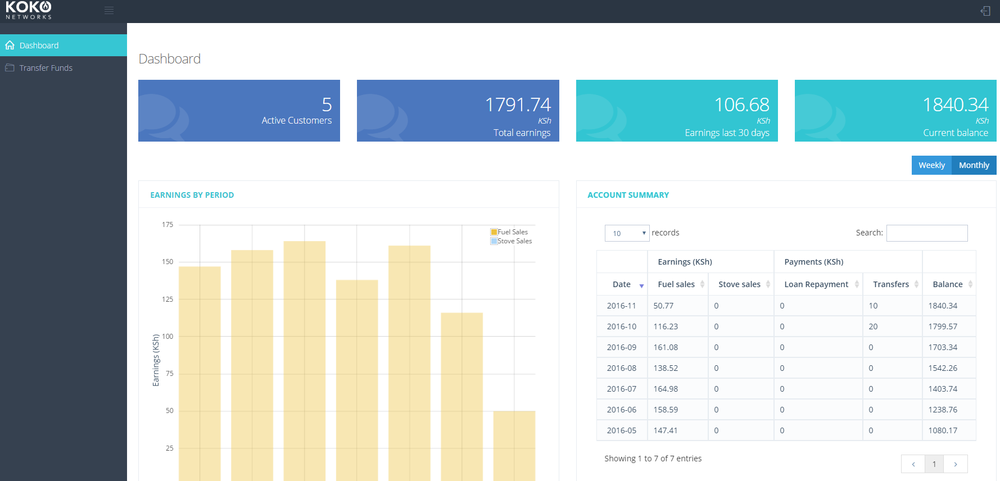 KOKO
NETWORKS
Dashboard
Transfer Funds
Dashboard
5
Active Customers
1791.74
KSh
Total earnings
106.68
KSh
Earnings last 30 days
1840.34
KSh
Current balance
Weekly Monthly
EARNINGS BY PERIOD
175
150
125
100
75
50
25
Earnings (KSh)
Fuel Sales
Stove Sales
ACCOUNT SUMMARY
10 records Search:
Earnings (KSh) Payments (KSh)
Date Fuel sales Stove sales Loan Repayment Transfers Balance
2016-11 50.77 0 0 10 1840.34
2016-10 116.23 0 0 20 1799.57
2016-09 161.08 0 0 0 1703.34
2016-08 138.52 0 0 0 1542.26
2016-07 164.98 0 0 0 1403.74
2016-06 158.59 0 0 0 1238.76
2016-05 147.41 0 0 0 1080.17
Showing 1 to 7 of 7 entries
< 1 >